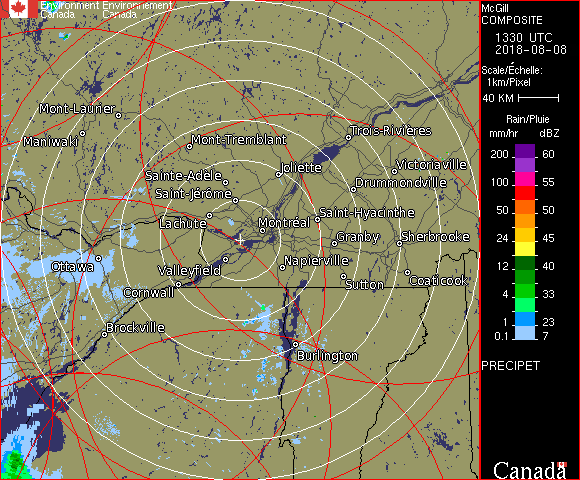 Environment Environnement
Canada Canada
McGill
COMPOSITE
1330 UTC
2018-08-08
Scale/Échelle:
1km/Pixel
40 KM
Rain/Pluie
mm/hr dBZ
200 60
100 55
50 50
24 45
12 40
4 33
1 23
0.1 7
PRECIPET
Canada
Mont-Laurier
Maniwaki
Mont-Tremblant
Trois-Rivières
Joliette
Victoriaville
Sainte-Adèle
Drummondville
Saint-Jérôme
Lachute
Montréal
Saint-Hyacinthe
Granby
Sherbrooke
Ottawa
Valleyfield
Napierville
Cornwall
Sutton
Coaticook
Brockville
Burlington